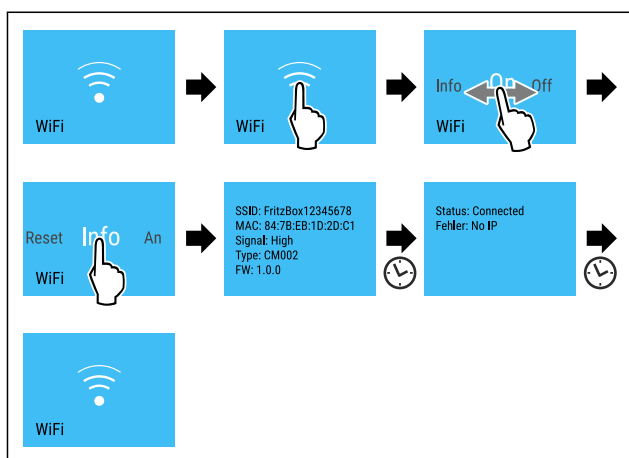 WiFi
WiFi
Info On Off
WiFi
Reset Info An
WiFi
SSID: FritzBox12345678
MAC: 84:7B:EB:1D:2D:C1
Signal: High
Type: CM002
FW: 1.0.0
Status: Connected
Fehler: No IP
WiFi